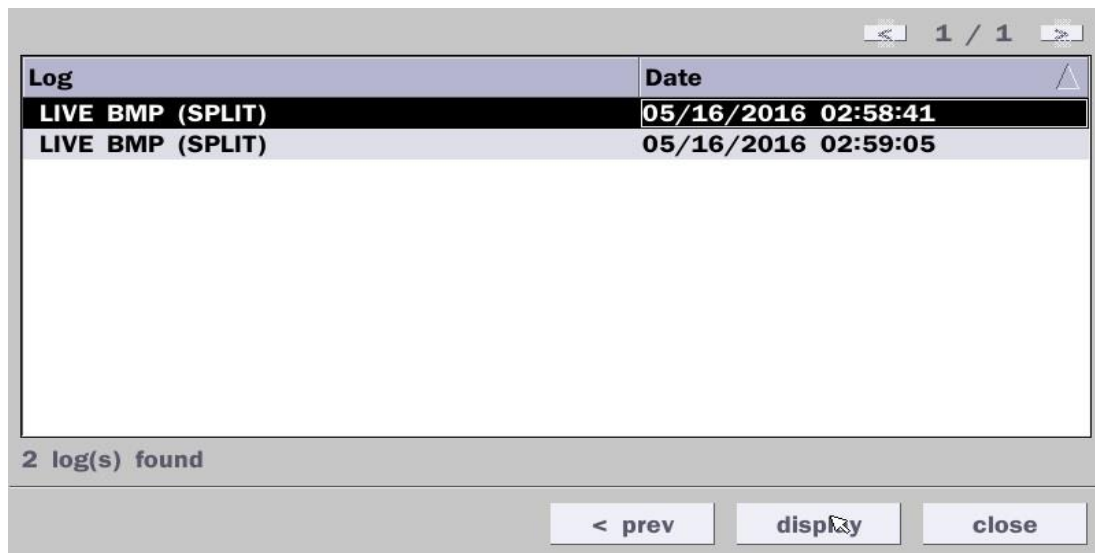 < 1 / 1 >
Log Date
LIVE BMP (SPLIT) 05/16/2016 02:58:41
LIVE BMP (SPLIT) 05/16/2016 02:59:05
2 log(s) found
< prev display close